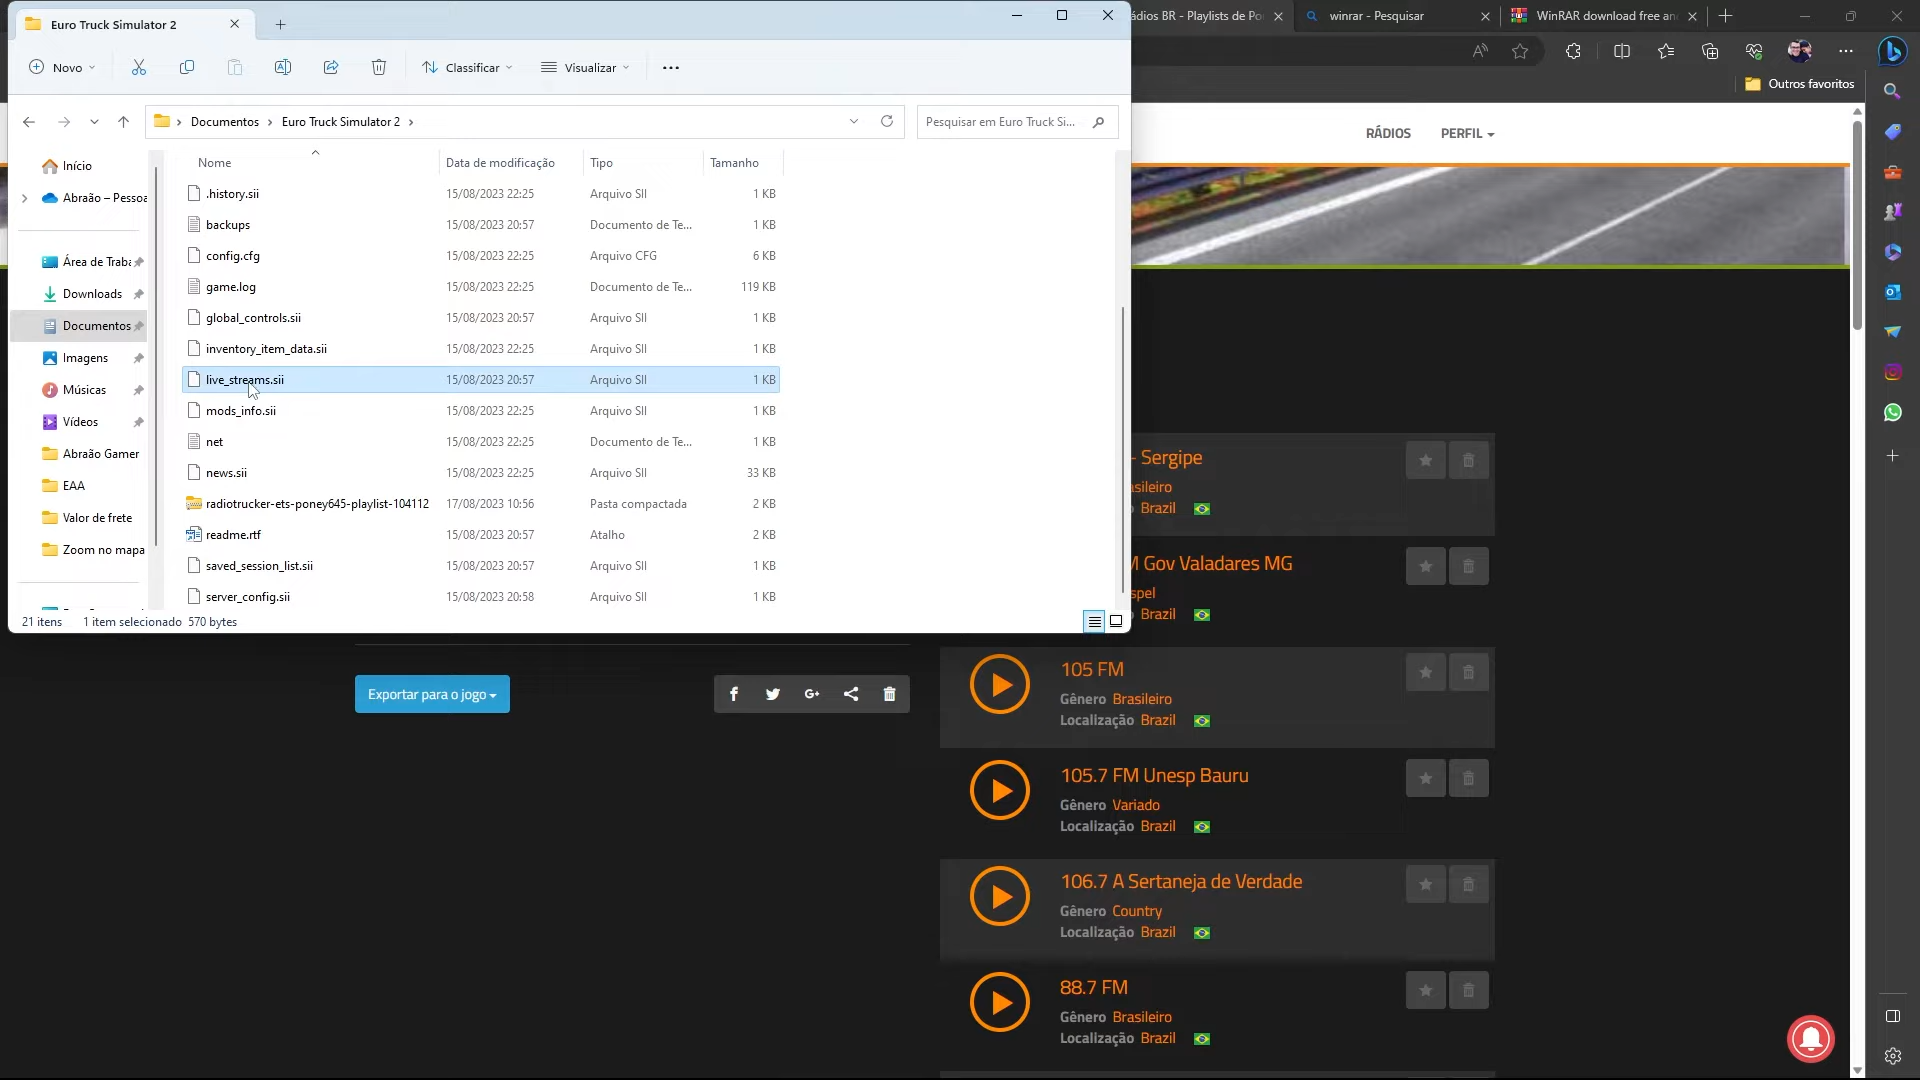 Euro Truck Simulator 2
ádios BR - Playlists de Po
winrar - Pesquisar
WinRAR download free an
Novo
Classificar
Visualizar
Outros favoritos
Documentos
Euro Truck Simulator 2
Pesquisar em Euro Truck Si...
RÁDIOS
PERFIL
Início
Abraão – Pessoa
Área de Traba
Downloads
Documentos
Imagens
Músicas
Vídeos
Abraão Gamer
EAA
Valor de frete
Zoom no mapa
Nome
Data de modificação
Tipo
Tamanho
.history.sii 15/08/2023 22:25 Arquivo SII 1 KB
backups 15/08/2023 20:57 Documento de Te... 1 KB
config.cfg 15/08/2023 22:25 Arquivo CFG 6 KB
game.log 15/08/2023 22:25 Documento de Te... 119 KB
global_controls.sii 15/08/2023 20:57 Arquivo SII 1 KB
inventory_item_data.sii 15/08/2023 22:25 Arquivo SII 1 KB
live_streams.sii 15/08/2023 20:57 Arquivo SII 1 KB
mods_info.sii 15/08/2023 22:25 Arquivo SII 1 KB
net 15/08/2023 22:25 Documento de Te... 1 KB
news.sii 15/08/2023 22:25 Arquivo SII 33 KB
radiotrucker-ets-poney645-playlist-104112 17/08/2023 10:56 Pasta compactada 2 KB
readme.rtf 15/08/2023 20:57 Atalho 2 KB
saved_session_list.sii 15/08/2023 20:57 Arquivo SII 1 KB
server_config.sii 15/08/2023 20:58 Arquivo SII 1 KB
21 itens 1 item selecionado 570 bytes
Exportar para o jogo
- Sergipe
asileiro
Brazil
M Gov Valadares MG
spel
Brazil
105 FM
Gênero Brasileiro
Localização Brazil
105.7 FM Unesp Bauru
Gênero Variado
Localização Brazil
106.7 A Sertaneja de Verdade
Gênero Country
Localização Brazil
88.7 FM
Gênero Brasileiro
Localização Brazil